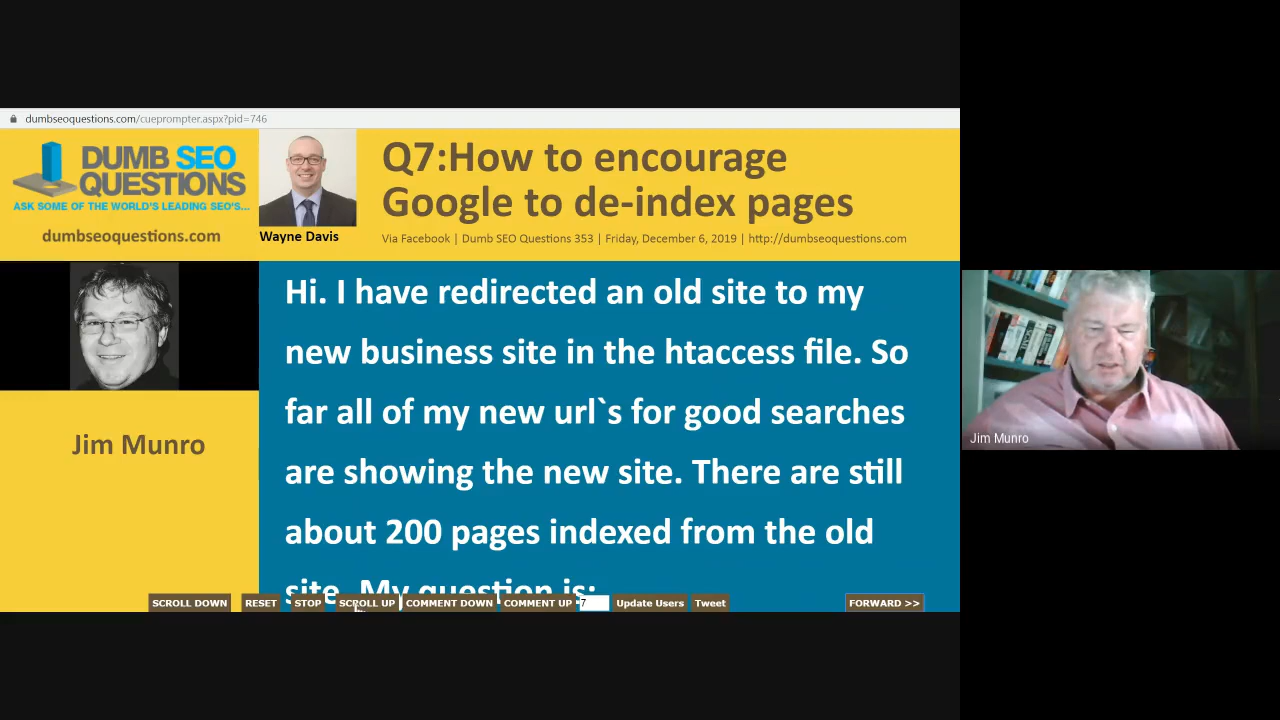 dumbseoquestions.com/cueprompter.aspx?pid=746
DUMB SEO
QUESTIONS
ASK SOME OF THE WORLD'S LEADING SEO'S...
dumbseoquestions.com
Wayne Davis
Q7:How to encourage
Google to de-index pages
Via Facebook | Dumb SEO Questions 353 | Friday, December 6, 2019 | http://dumbseoquestions.com
Jim Munro
Hi. I have redirected an old site to my
new business site in the htaccess file. So
far all of my new url`s for good searches
are showing the new site. There are still
about 200 pages indexed from the old
site. My question is:
SCROLL DOWN RESET STOP SCROLL UP COMMENT DOWN COMMENT UP 7 Update Users Tweet FORWARD >>
Jim Munro